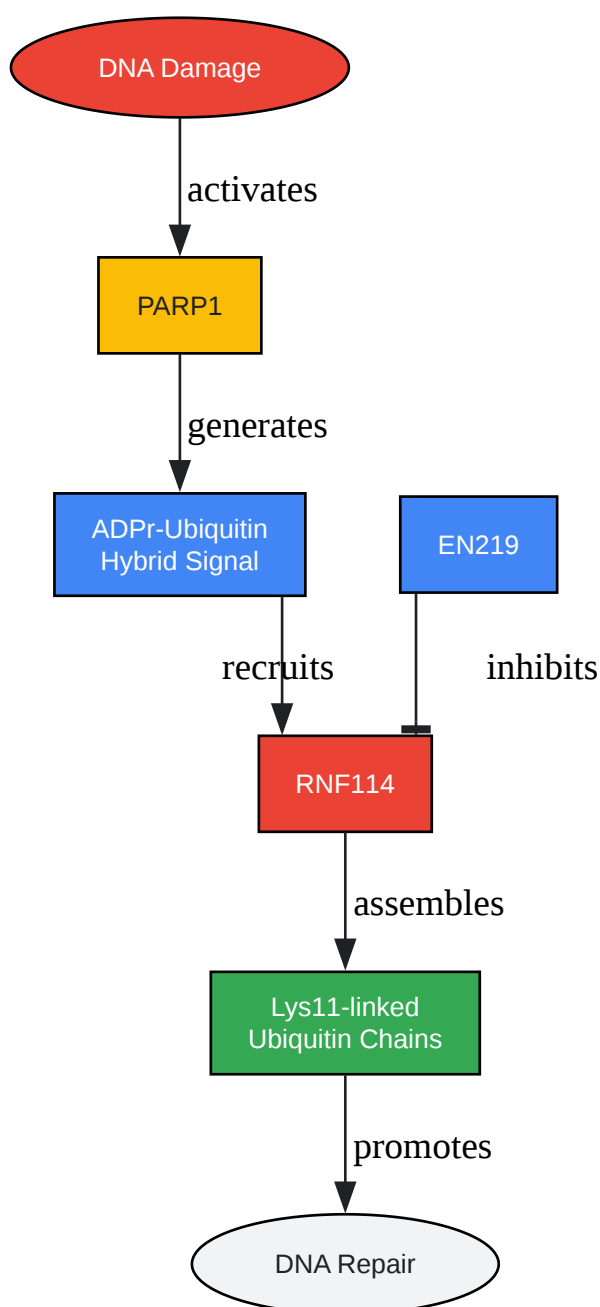 DNA Damage
activates
PARP1
generates
ADPr-Ubiquitin
Hybrid Signal
EN219
recruits
inhibits
RNF114
assembles
Lys11-linked
Ubiquitin Chains
promotes
DNA Repair